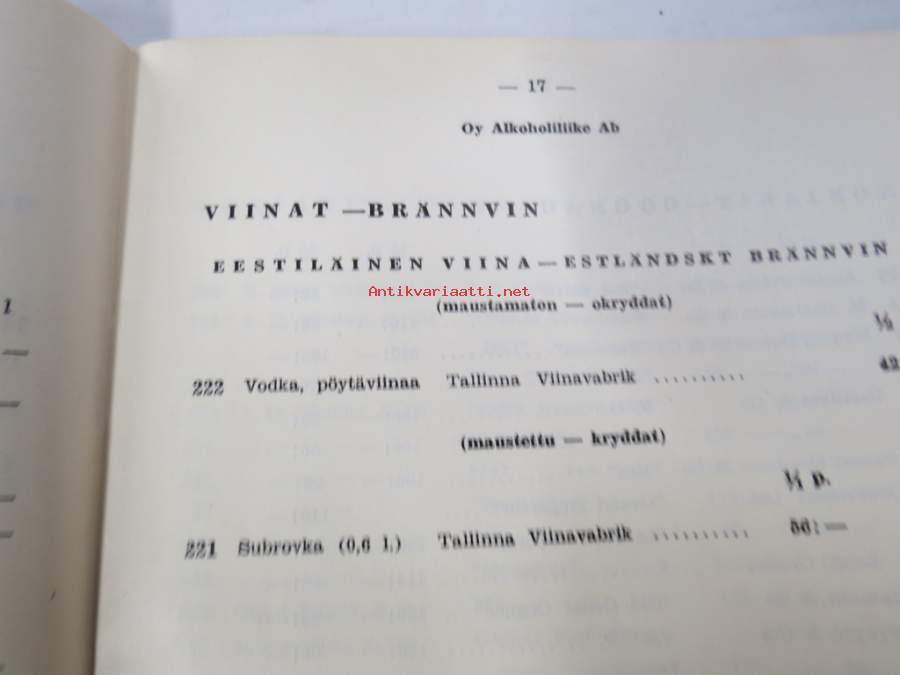 — 17 —
Oy Alkoholiliike Ab
VIINAT — BRÄNNVIN
EESTILÄINEN VIINA — ESTLÄNDSKT BRÄNNVIN
Antikvariaatti.net
(maustamaton — okryddat)
½
222 Vodka, pöytäviinaa Tallinna Viinavabrik .......... 42
(maustettu — kryddat)
1/1 p.
221 Subrovka (0,6 l.) Tallinna Viinavabrik .......... 56: —